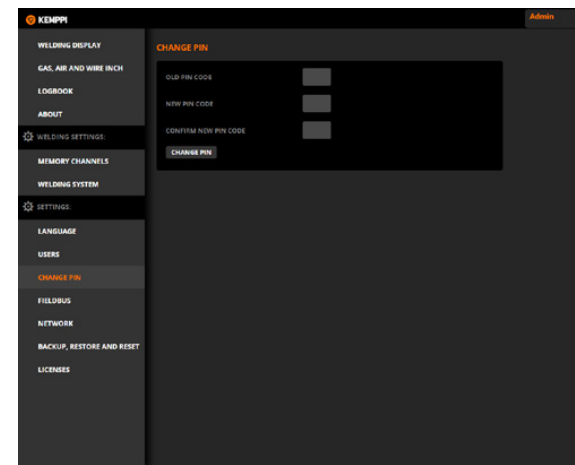 KEMPPI
Admin
WELDING DISPLAY
GAS, AIR AND WIRE INCH
LOGBOOK
ABOUT
WELDING SETTINGS:
MEMORY CHANNELS
WELDING SYSTEM
SETTINGS:
LANGUAGE
USERS
CHANGE PIN
FIELDBUS
NETWORK
BACKUP, RESTORE AND RESET
LICENSES
CHANGE PIN
OLD PIN CODE
NEW PIN CODE
CONFIRM NEW PIN CODE
CHANGE PIN